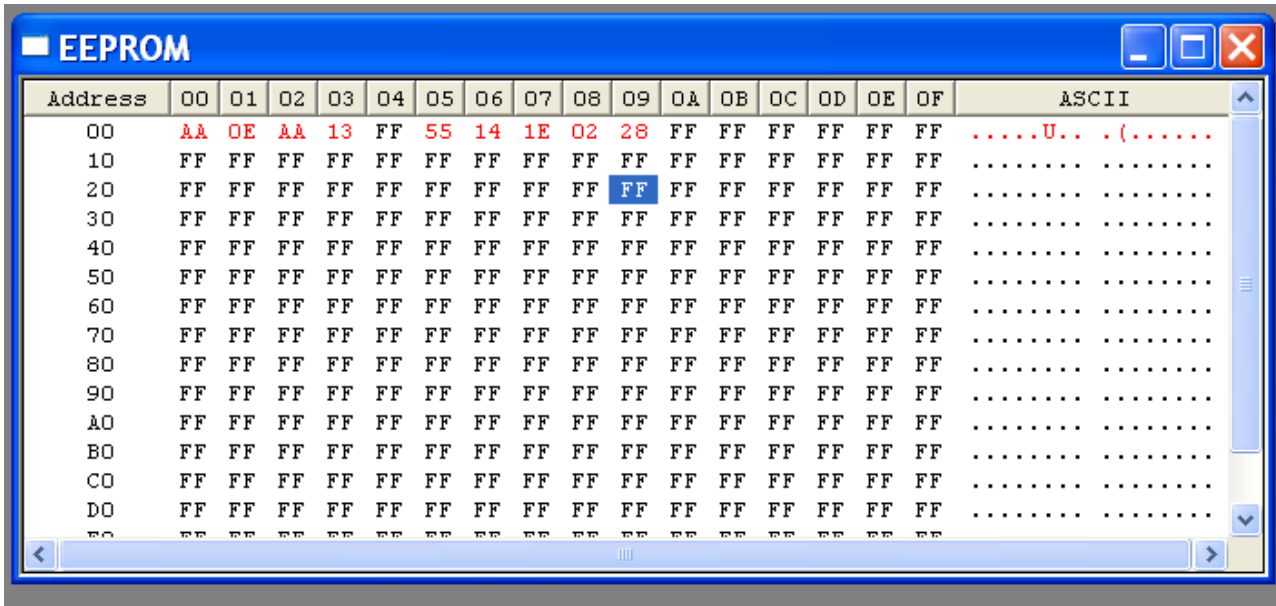 EEPROM
Address 00 01 02 03 04 05 06 07 08 09 0A 0B 0C 0D 0E 0F ASCII
00 AA 0E AA 13 FF 55 14 1E 02 28 FF FF FF FF FF FF .....U.. .(......
10 FF FF FF FF FF FF FF FF FF FF FF FF FF FF FF FF ........ ........
20 FF FF FF FF FF FF FF FF FF FF FF FF FF FF FF FF ........ ........
30 FF FF FF FF FF FF FF FF FF FF FF FF FF FF FF FF ........ ........
40 FF FF FF FF FF FF FF FF FF FF FF FF FF FF FF FF ........ ........
50 FF FF FF FF FF FF FF FF FF FF FF FF FF FF FF FF ........ ........
60 FF FF FF FF FF FF FF FF FF FF FF FF FF FF FF FF ........ ........
70 FF FF FF FF FF FF FF FF FF FF FF FF FF FF FF FF ........ ........
80 FF FF FF FF FF FF FF FF FF FF FF FF FF FF FF FF ........ ........
90 FF FF FF FF FF FF FF FF FF FF FF FF FF FF FF FF ........ ........
A0 FF FF FF FF FF FF FF FF FF FF FF FF FF FF FF FF ........ ........
B0 FF FF FF FF FF FF FF FF FF FF FF FF FF FF FF FF ........ ........
C0 FF FF FF FF FF FF FF FF FF FF FF FF FF FF FF FF ........ ........
D0 FF FF FF FF FF FF FF FF FF FF FF FF FF FF FF FF ........ ........